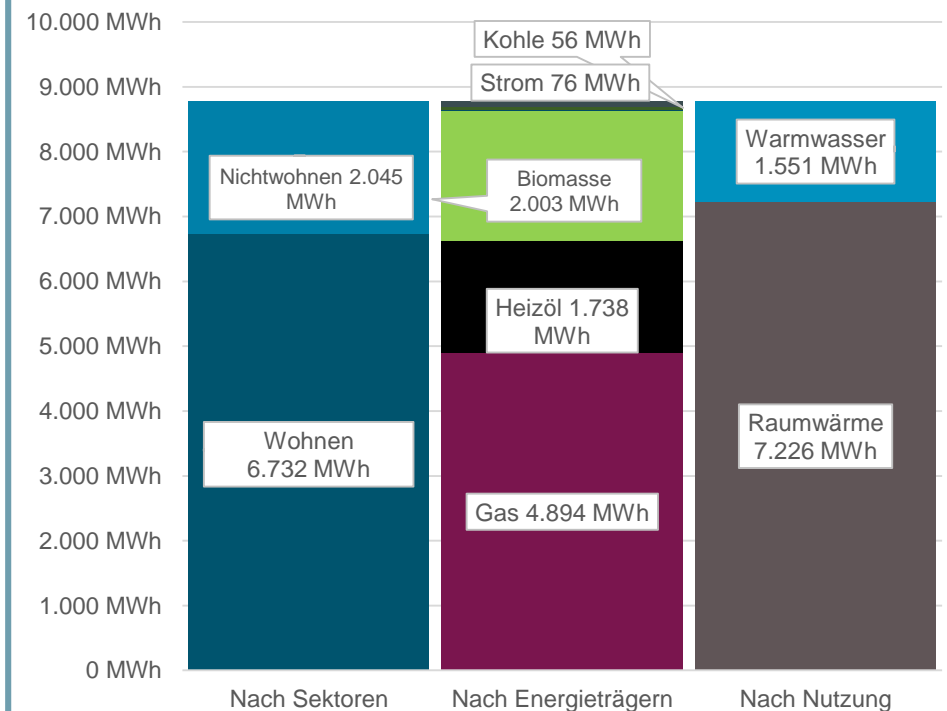 10.000 MWh
9.000 MWh
8.000 MWh
7.000 MWh
6.000 MWh
5.000 MWh
4.000 MWh
3.000 MWh
2.000 MWh
1.000 MWh
0 MWh
Nichtwohnen 2.045
MWh
Wohnen
6.732 MWh
Kohle 56 MWh
Strom 76 MWh
Biomasse
2.003 MWh
Heizöl 1.738
MWh
Gas 4.894 MWh
Warmwasser
1.551 MWh
Raumwärme
7.226 MWh
Nach Sektoren
Nach Energieträgern
Nach Nutzung